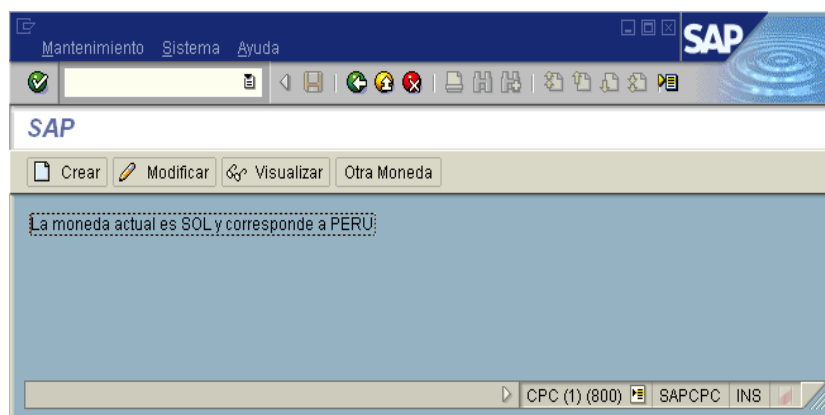 Mantenimiento Sistema Ayuda
SAP
SAP
Crear Modificar Visualizar Otra Moneda
La moneda actual es SOL y corresponde a PERU
CPC (1) (800) SAPCPC INS